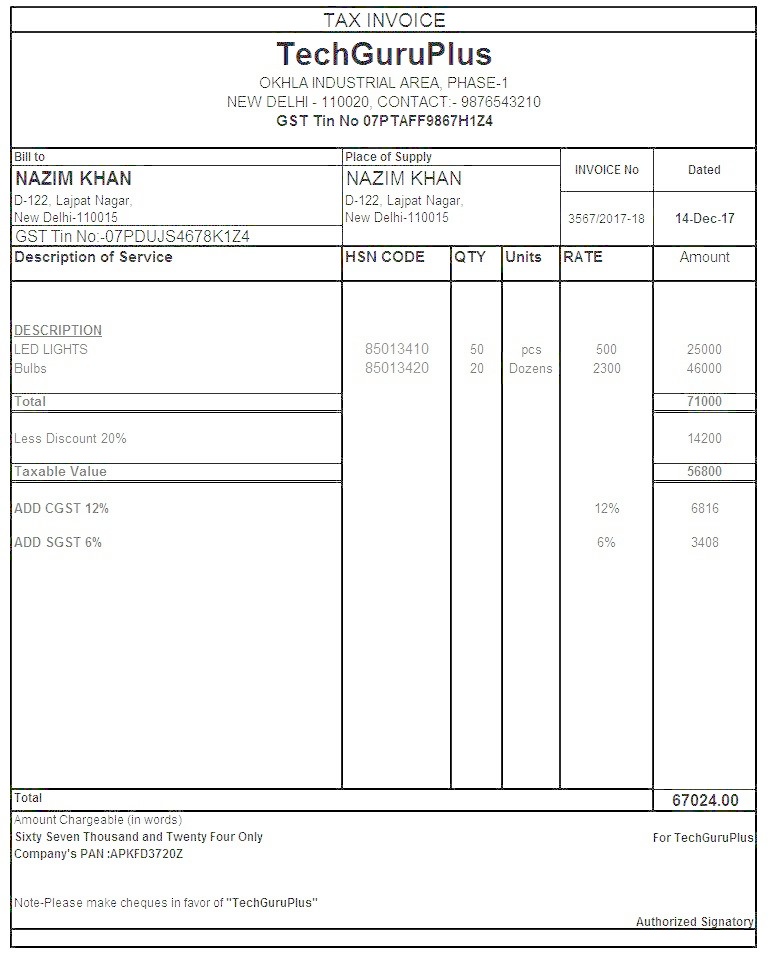 TAX INVOICE
TechGuruPlus
OKHLA INDUSTRIAL AREA, PHASE-1
NEW DELHI - 110020, CONTACT:- 9876543210
GST Tin No 07PTAFF9867H1Z4
Bill to
NAZIM KHAN
D-122, Lajpat Nagar,
New Delhi-110015
GST Tin No:-07PDUJS4678K1Z4
Place of Supply
NAZIM KHAN
D-122, Lajpat Nagar,
New Delhi-110015
INVOICE No Dated
3567/2017-18 14-Dec-17
Description of Service HSN CODE QTY Units RATE Amount
DESCRIPTION
LED LIGHTS 85013410 50 pcs 500 25000
Bulbs 85013420 20 Dozens 2300 46000
Total 71000
Less Discount 20% 14200
Taxable Value 56800
ADD CGST 12% 12% 6816
ADD SGST 6% 6% 3408
Total 67024.00
Amount Chargeable (in words)
Sixty Seven Thousand and Twenty Four Only For TechGuruPlus
Company's PAN :APKFD3720Z
Note-Please make cheques in favor of "TechGuruPlus"
Authorized Signatory